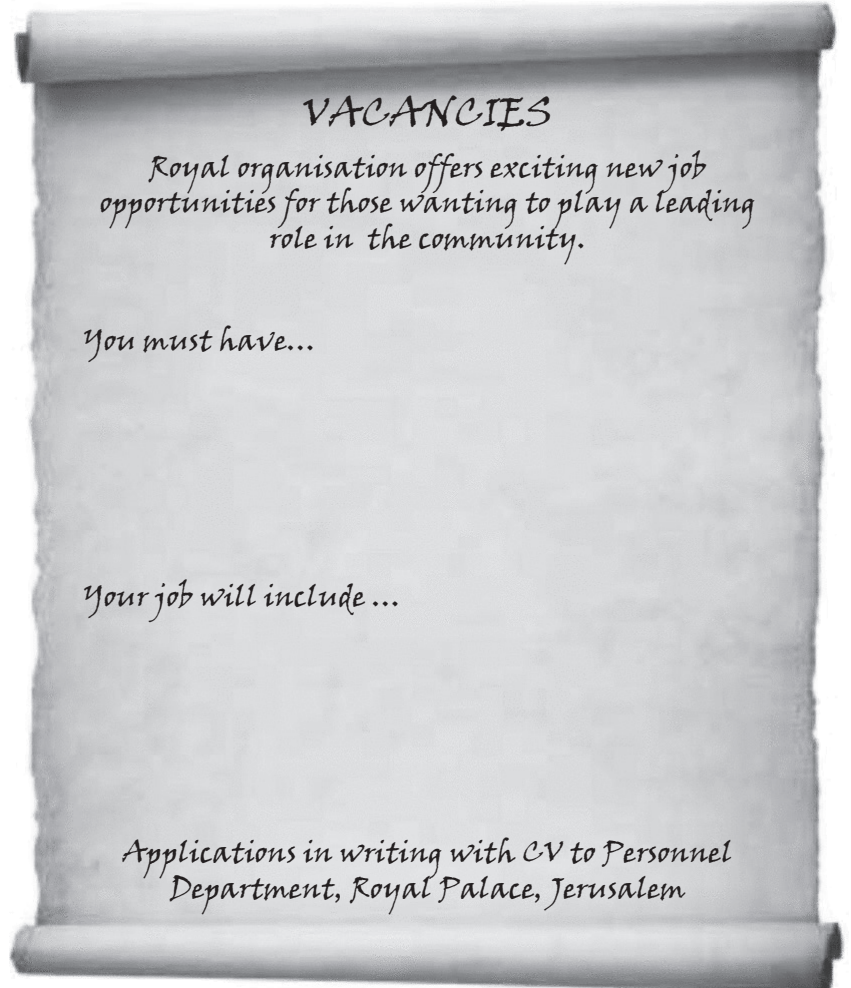 VACANCIES
Royal organisation offers exciting new job
opportunities for those wanting to play a leading
role in the community.
You must have...
Your job will include ...
Applications in writing with CV to Personnel
Department, Royal Palace, Jerusalem